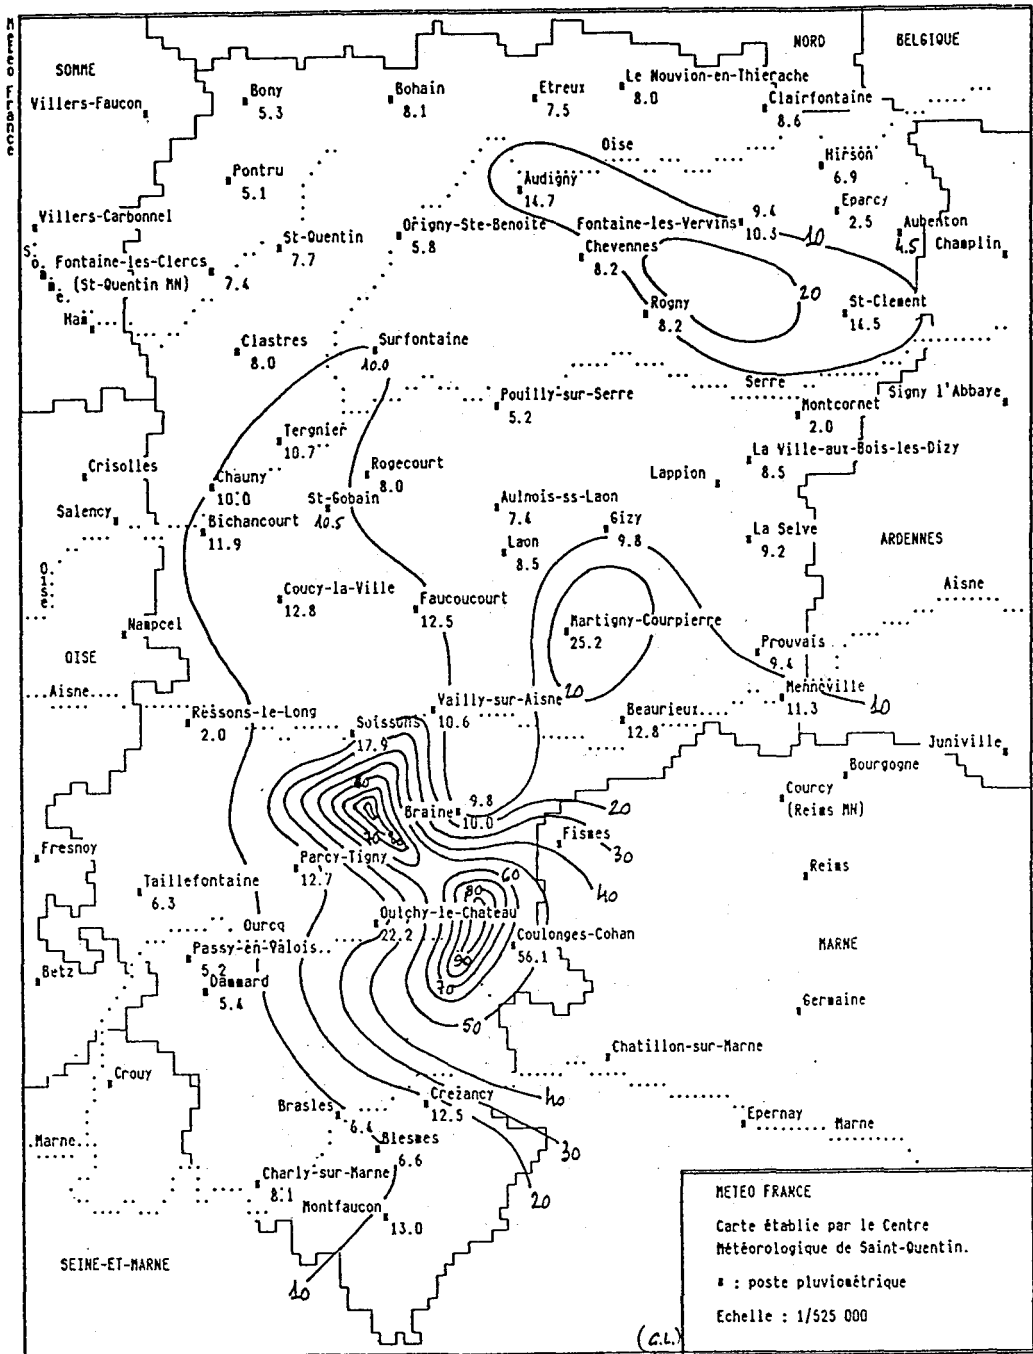 Meteo France
NORD
BELGIQUE
SOMME
Villers-Faucon
Bony
5.3
Bohain
8.1
Etreux
7.5
Le Nouvion-en-Thierache
8.0
Clairfontaine
8.6
Oise
Hirson
6.9
Pontru
5.1
Audigny
14.7
Eparcy
2.5
Villers-Carbonnel
St-Quentin
7.7
Origny-Ste-Benoite
5.8
Fontaine-les-Vervins
9.4
10.3
10
Aubenton
4.5
Champlin
Chevennes
8.2
Fontaine-les-Clercs
(St-Quentin MN)
7.4
20
Rogny
8.2
St-Clement
14.5
Ham
Clastres
8.0
Surfontaine
10.0
Serre
Pouilly-sur-Serre
5.2
Signy l'Abbaye
Montcornet
2.0
Tergnier
10.7
Crisolles
Chauny
10.0
Rogecourt
8.0
La Ville-aux-Bois-les-Dizy
8.5
Lappion
Salency
Bichancourt
11.9
St-Gobain
10.5
Aulnois-ss-Laon
7.4
Gizy
9.8
La Selve
9.2
ARDENNES
Laon
8.5
Oise.
Coucy-la-Ville
12.8
Faucoucourt
12.5
Aisne
Nampcel
Martigny-Courpierre
25.2
Prouvais
9.4
OISE
Aisne
20
Menneville
11.3
10
Ressons-le-Long
2.0
Soissons
17.9
Vailly-sur-Aisne
10.6
Beaurieux
12.8
Juniville
Bourgogne
Courcy
(Reims MN)
Braine
9.8
10.0
20
Fismes
30
40
Fresnoy
Parcy-Tigny
12.7
Reims
60
80
Taillefontaine
6.3
Ourcq
Oulchy-le-Chateau
22.2
Coulonges-Cohan
56.1
MARNE
Passy-en-Valois
5.2
Betz
Dammard
5.4
90
70
50
Germaine
Chatillon-sur-Marne
Crouy
Crezancy
12.5
40
Brasles
6.4
30
Epernay
Marne
Marne
Blesmes
6.6
Charly-sur-Marne
8.1
20
Montfaucon
13.0
SEINE-ET-MARNE
10
METEO FRANCE
Carte établie par le Centre
Météorologique de Saint-Quentin.
■ : poste pluviométrique
Echelle : 1/525 000
(G.L.)